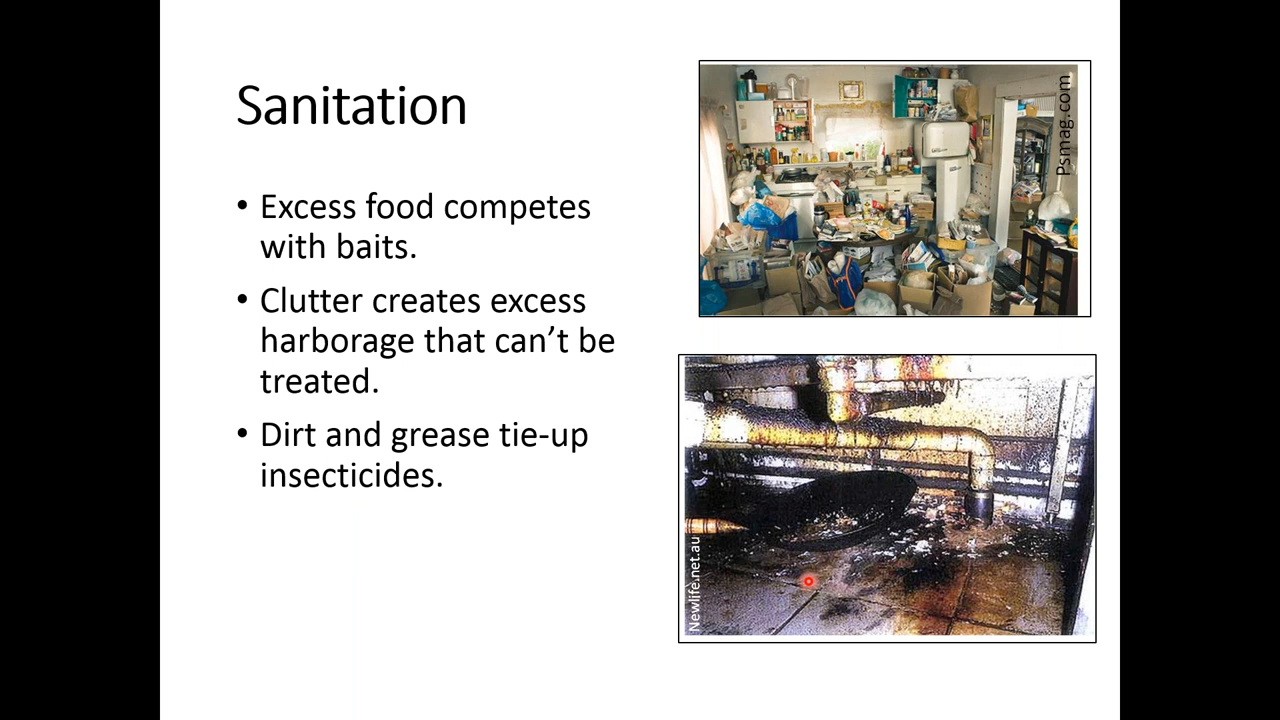 Sanitation
• Excess food competes
with baits.
• Clutter creates excess
harborage that can’t be
treated.
• Dirt and grease tie-up
insecticides.
Psmag.com
Newlife.net.au